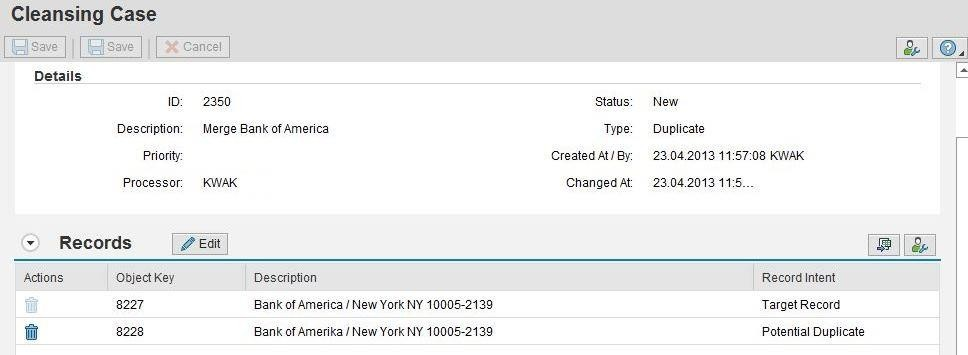 Cleansing Case
Save Save Cancel
Details
ID: 2350 Status: New
Description: Merge Bank of America Type: Duplicate
Priority: Created At / By: 23.04.2013 11:57:08 KWAK
Processor: KWAK Changed At: 23.04.2013 11:5...
Records Edit
Actions Object Key Description Record Intent
8227 Bank of America / New York NY 10005-2139 Target Record
8228 Bank of Amerika / New York NY 10005-2139 Potential Duplicate